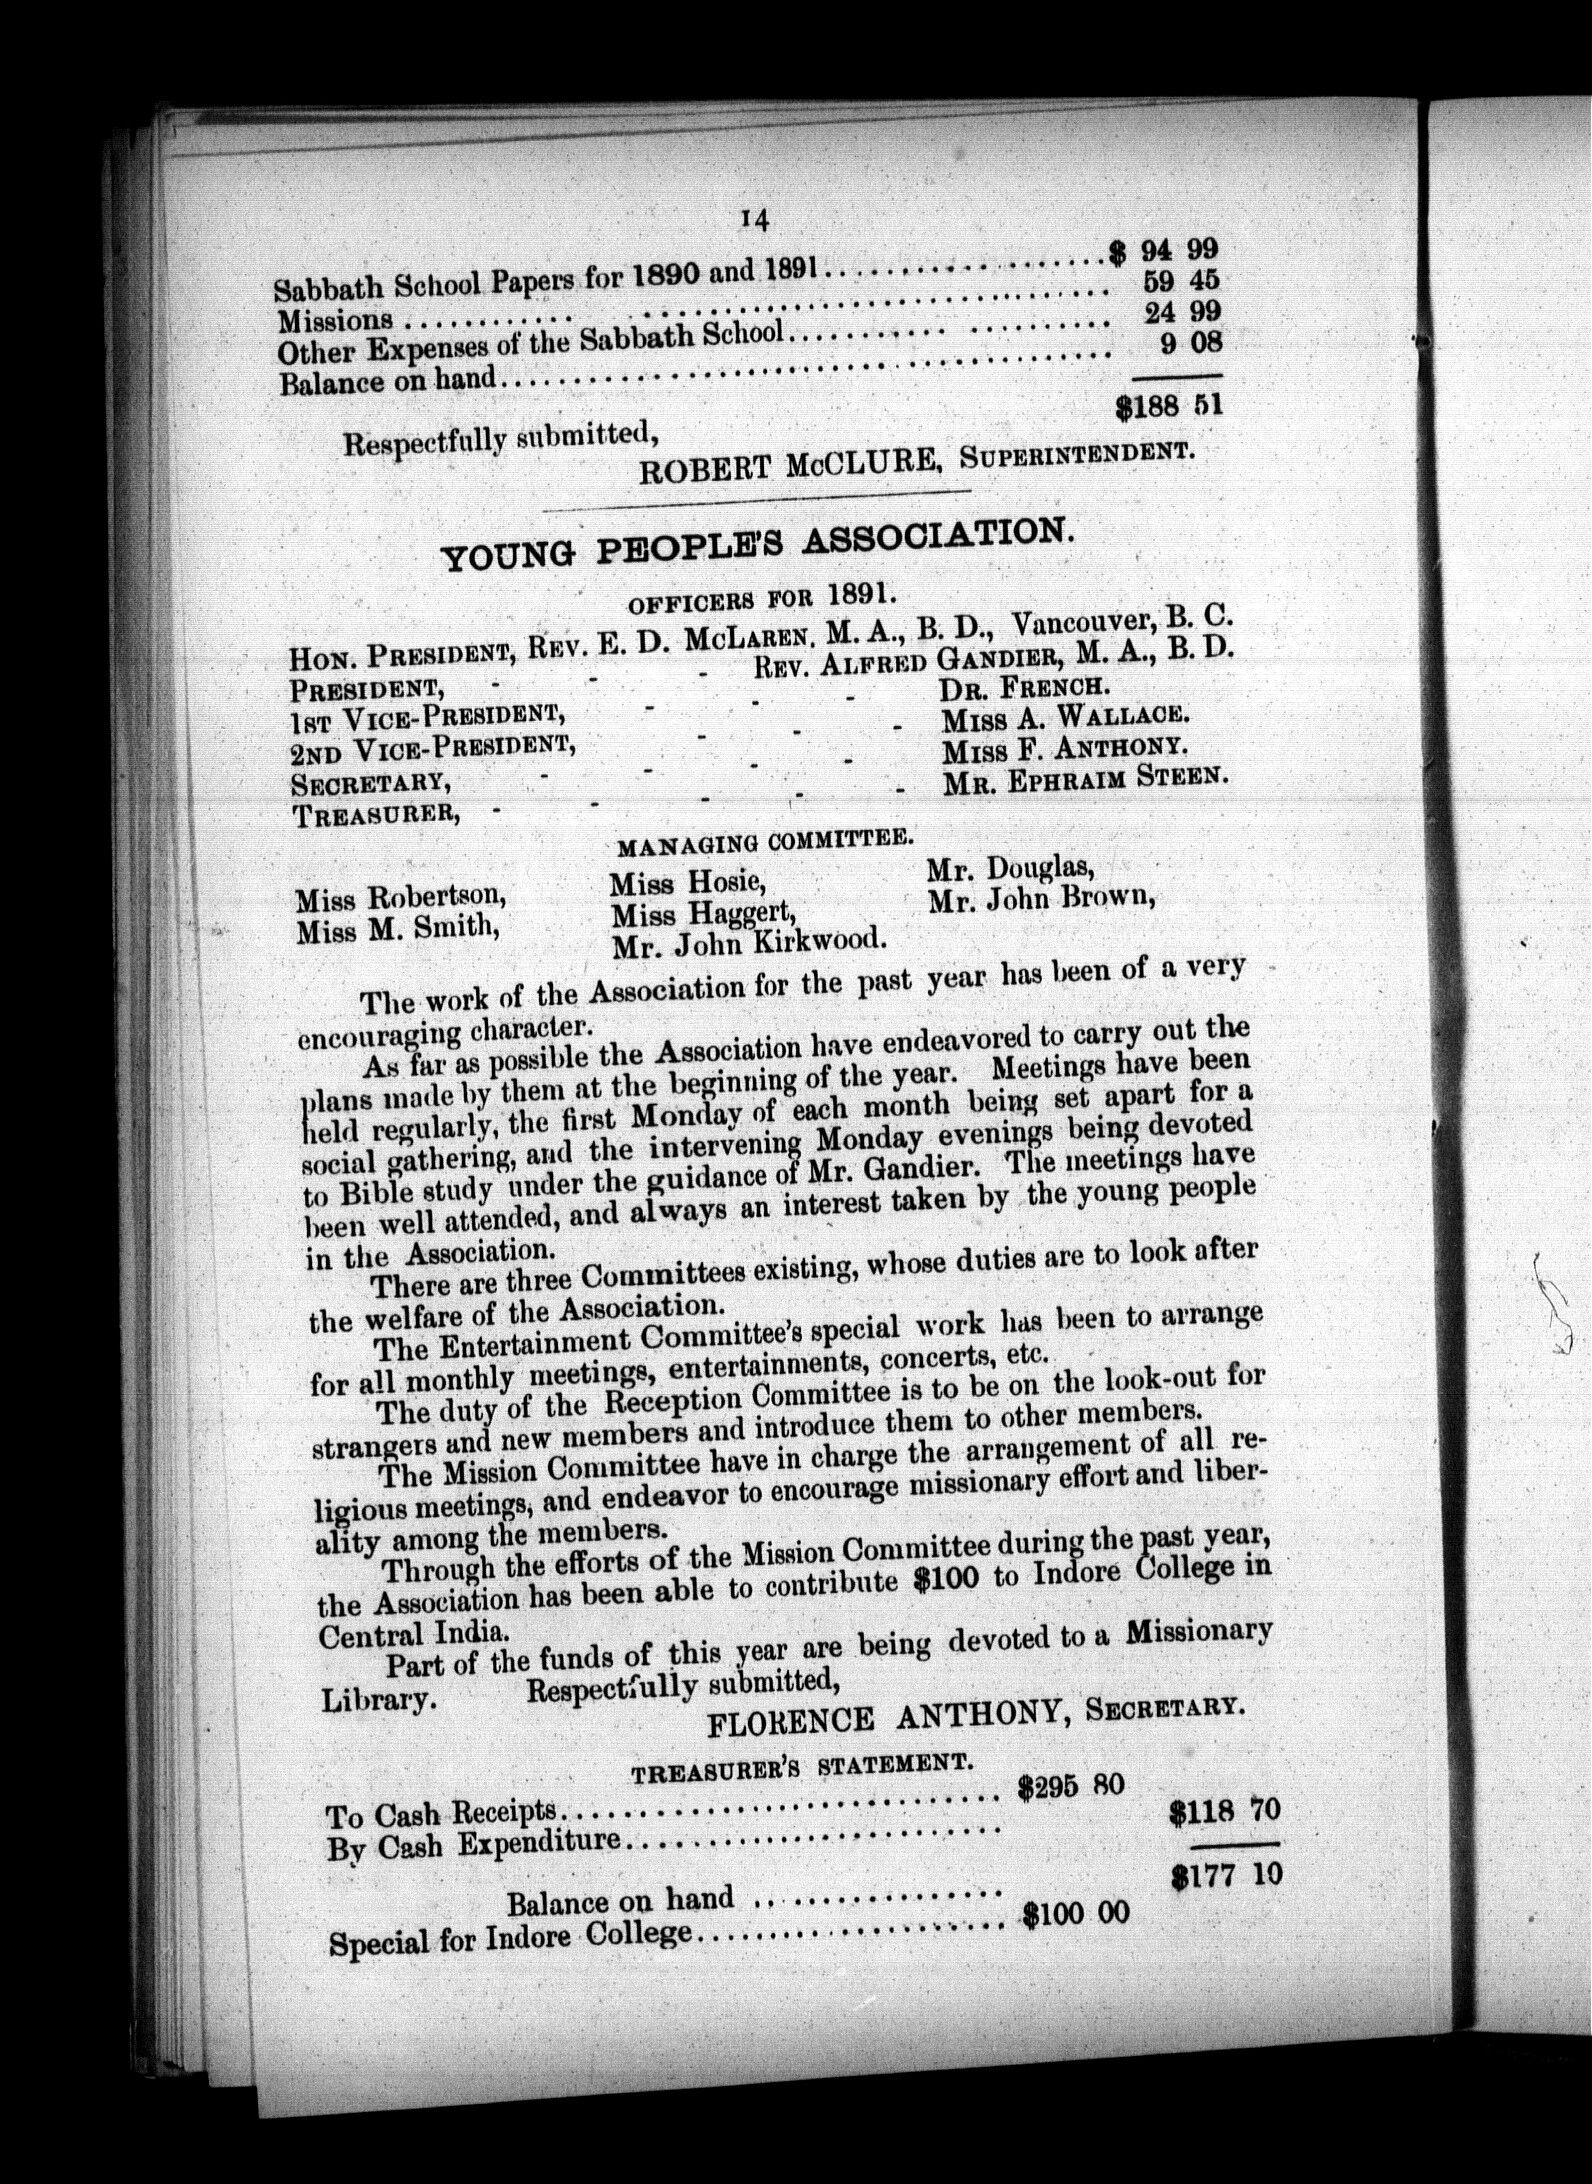 14
Sabbath School Papers for 1890 and 1891..................$ 94 99
Missions .................................... 59 45
Other Expenses of the Sabbath School.................... 24 99
Balance on hand.................................. 9 08
$188 51
Respectfully submitted,
ROBERT McCLURE, SUPERINTENDENT.
YOUNG PEOPLE'S ASSOCIATION.
OFFICERS FOR 1891.
HON. PRESIDENT, REV. E. D. MCLAREN, M. A., B. D., Vancouver, B. C.
PRESIDENT, - - - REV. ALFRED GANDIER, M. A., B. D.
1ST VICE-PRESIDENT, - - - DR. FRENCH.
2ND VICE-PRESIDENT, - - - MISS A. WALLACE.
SECRETARY, - - - - MISS F. ANTHONY.
TREASURER, - - - - - MR. EPHRAIM STEEN.
MANAGING COMMITTEE.
Miss Robertson, Miss Hosie, Mr. Douglas,
Miss M. Smith, Miss Haggert, Mr. John Brown,
Mr. John Kirkwood.
The work of the Association for the past year has been of a very
encouraging character.
As far as possible the Association have endeavored to carry out the
plans made by them at the beginning of the year. Meetings have been
held regularly, the first Monday of each month being set apart for a
social gathering, and the intervening Monday evenings being devoted
to Bible study under the guidance of Mr. Gandier. The meetings have
been well attended, and always an interest taken by the young people
in the Association.
There are three Committees existing, whose duties are to look after
the welfare of the Association.
The Entertainment Committee's special work has been to arrange
for all monthly meetings, entertainments, concerts, etc.
The duty of the Reception Committee is to be on the look-out for
strangers and new members and introduce them to other members.
The Mission Committee have in charge the arrangement of all re-
ligious meetings, and endeavor to encourage missionary effort and liber-
ality among the members.
Through the efforts of the Mission Committee during the past year,
the Association has been able to contribute $100 to Indore College in
Central India.
Part of the funds of this year are being devoted to a Missionary
Library. Respectfully submitted,
FLORENCE ANTHONY, SECRETARY.
TREASURER'S STATEMENT.
To Cash Receipts............................ $295 80
By Cash Expenditure........................ $118 70
Balance on hand ................ $177 10
Special for Indore College.................... $100 00